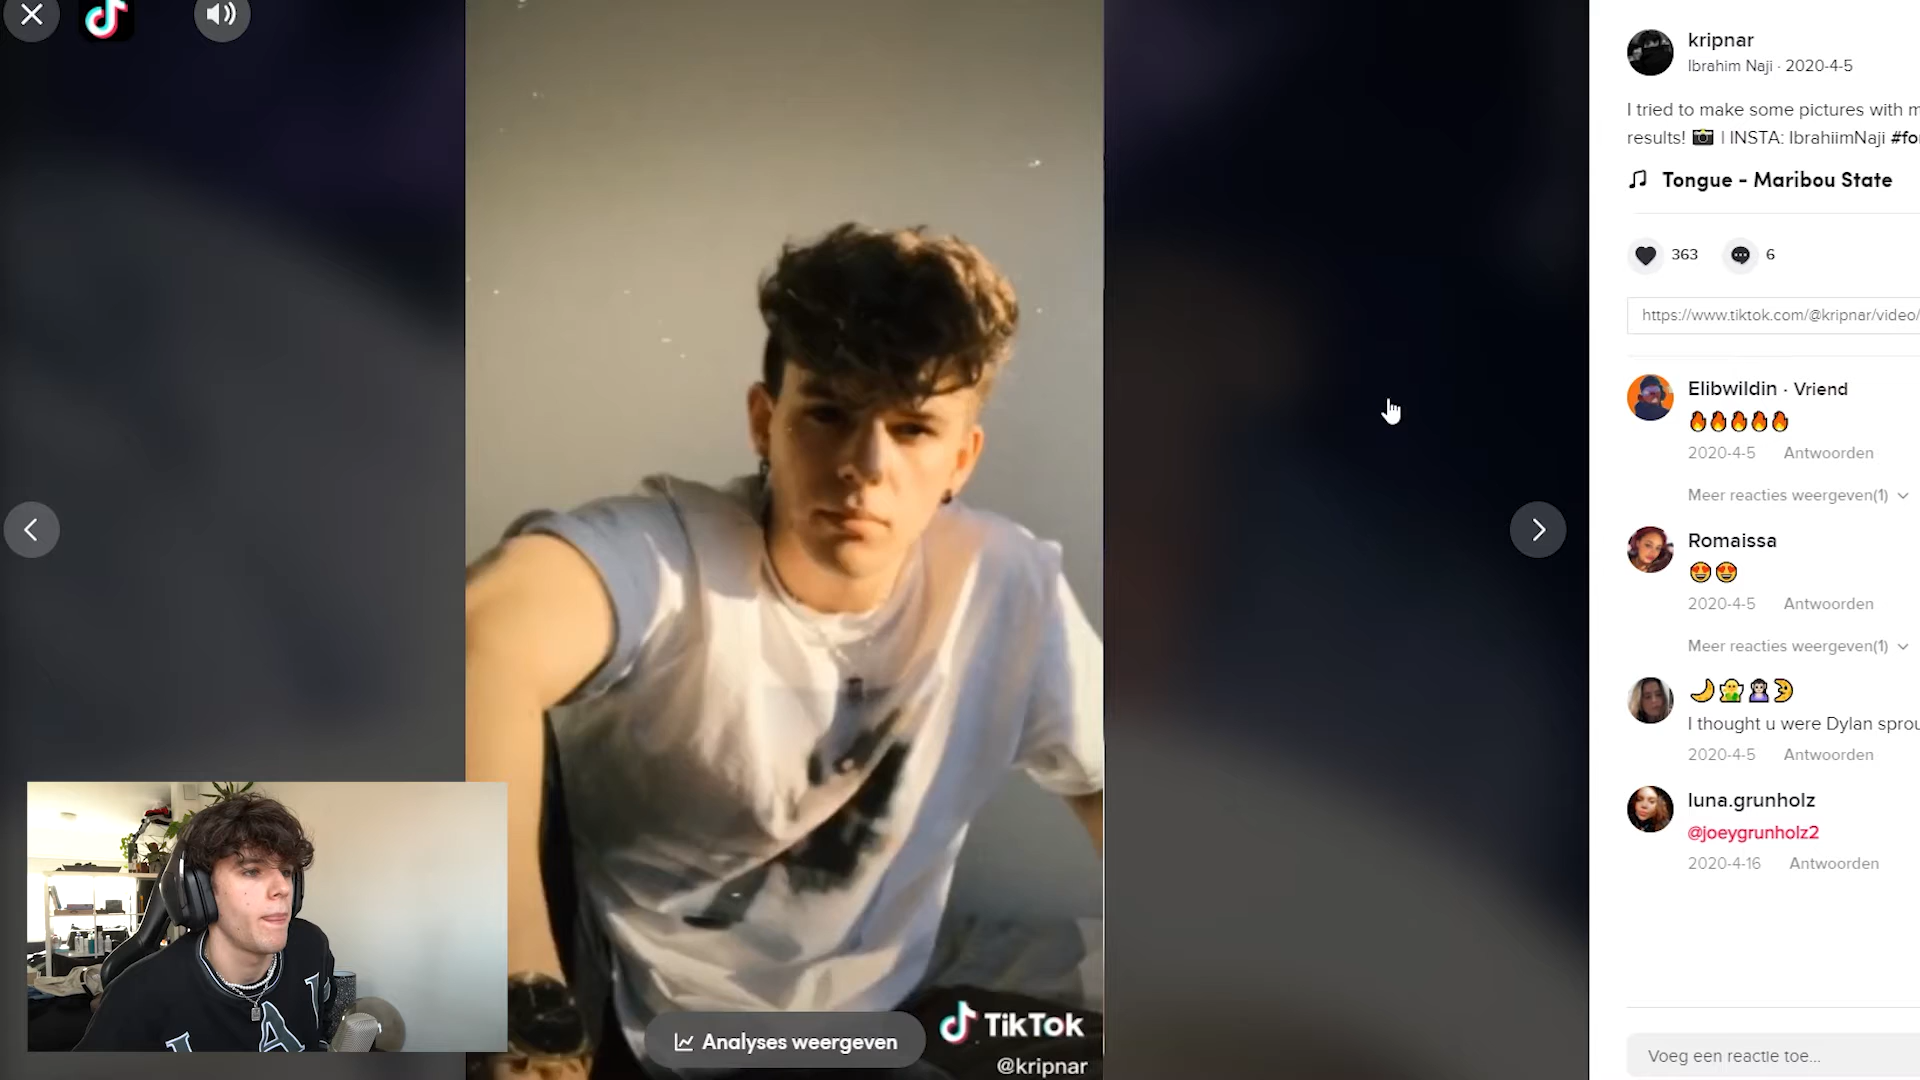 kripnar
Ibrahim Naji · 2020-4-5
I tried to make some pictures with m
results! 📸 | INSTA: IbrahiimNaji #fo
Tongue - Maribou State
363
6
https://www.tiktok.com/@kripnar/video/
Elibwildin · Vriend
🔥🔥🔥🔥🔥
2020-4-5 Antwoorden
Meer reacties weergeven(1)
Romaissa
😍😍
2020-4-5 Antwoorden
Meer reacties weergeven(1)
I thought u were Dylan sprou
2020-4-5 Antwoorden
luna.grunholz
@joeygrunholz2
2020-4-16 Antwoorden
Voeg een reactie toe...
Analyses weergeven
TikTok
@kripnar